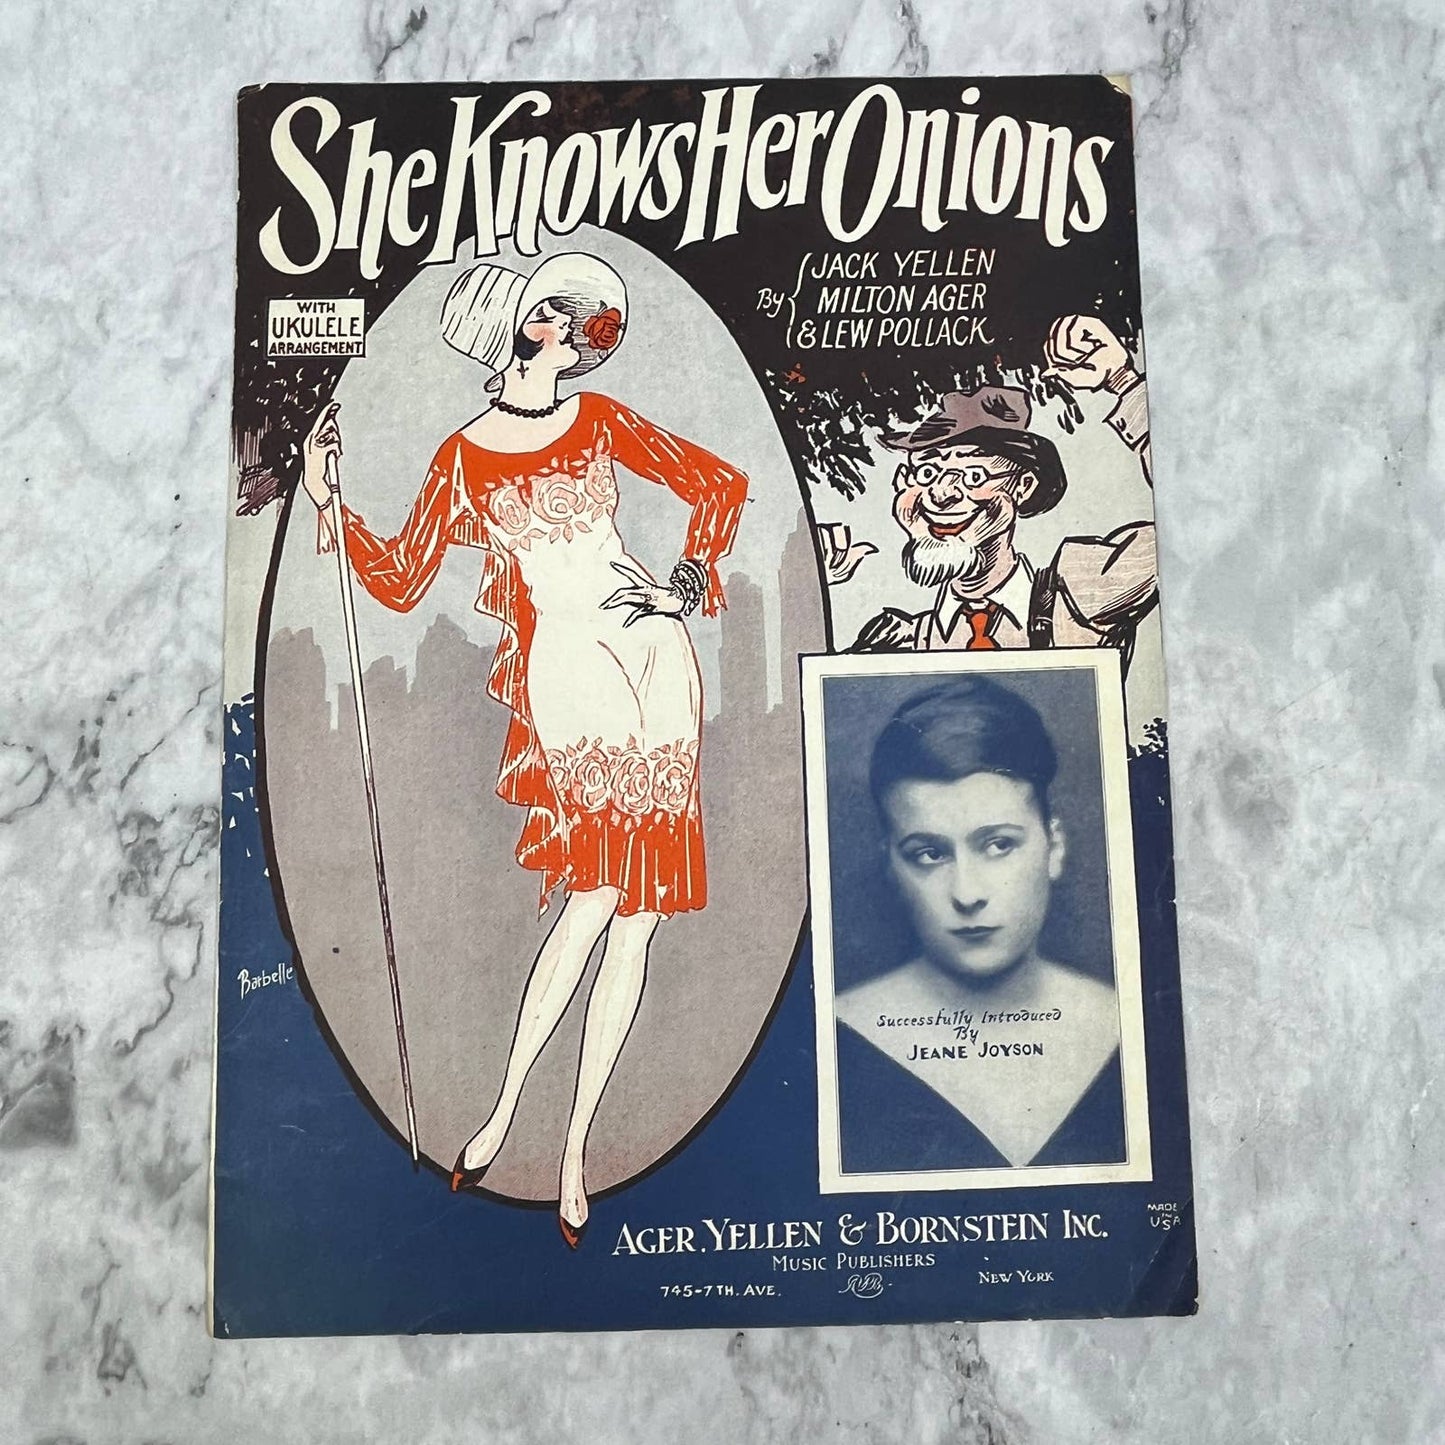 She Knows Her Onions
By
JACK YELLEN
MILTON AGER
& LEW POLLACK
WITH
UKULELE
ARRANGEMENT
Barbelle
Successfully Introduced
By
JEANE JOYSON
AGER, YELLEN & BORNSTEIN INC.
MUSIC PUBLISHERS
745-7TH. AVE.
NEW YORK
MADE
IN
USA